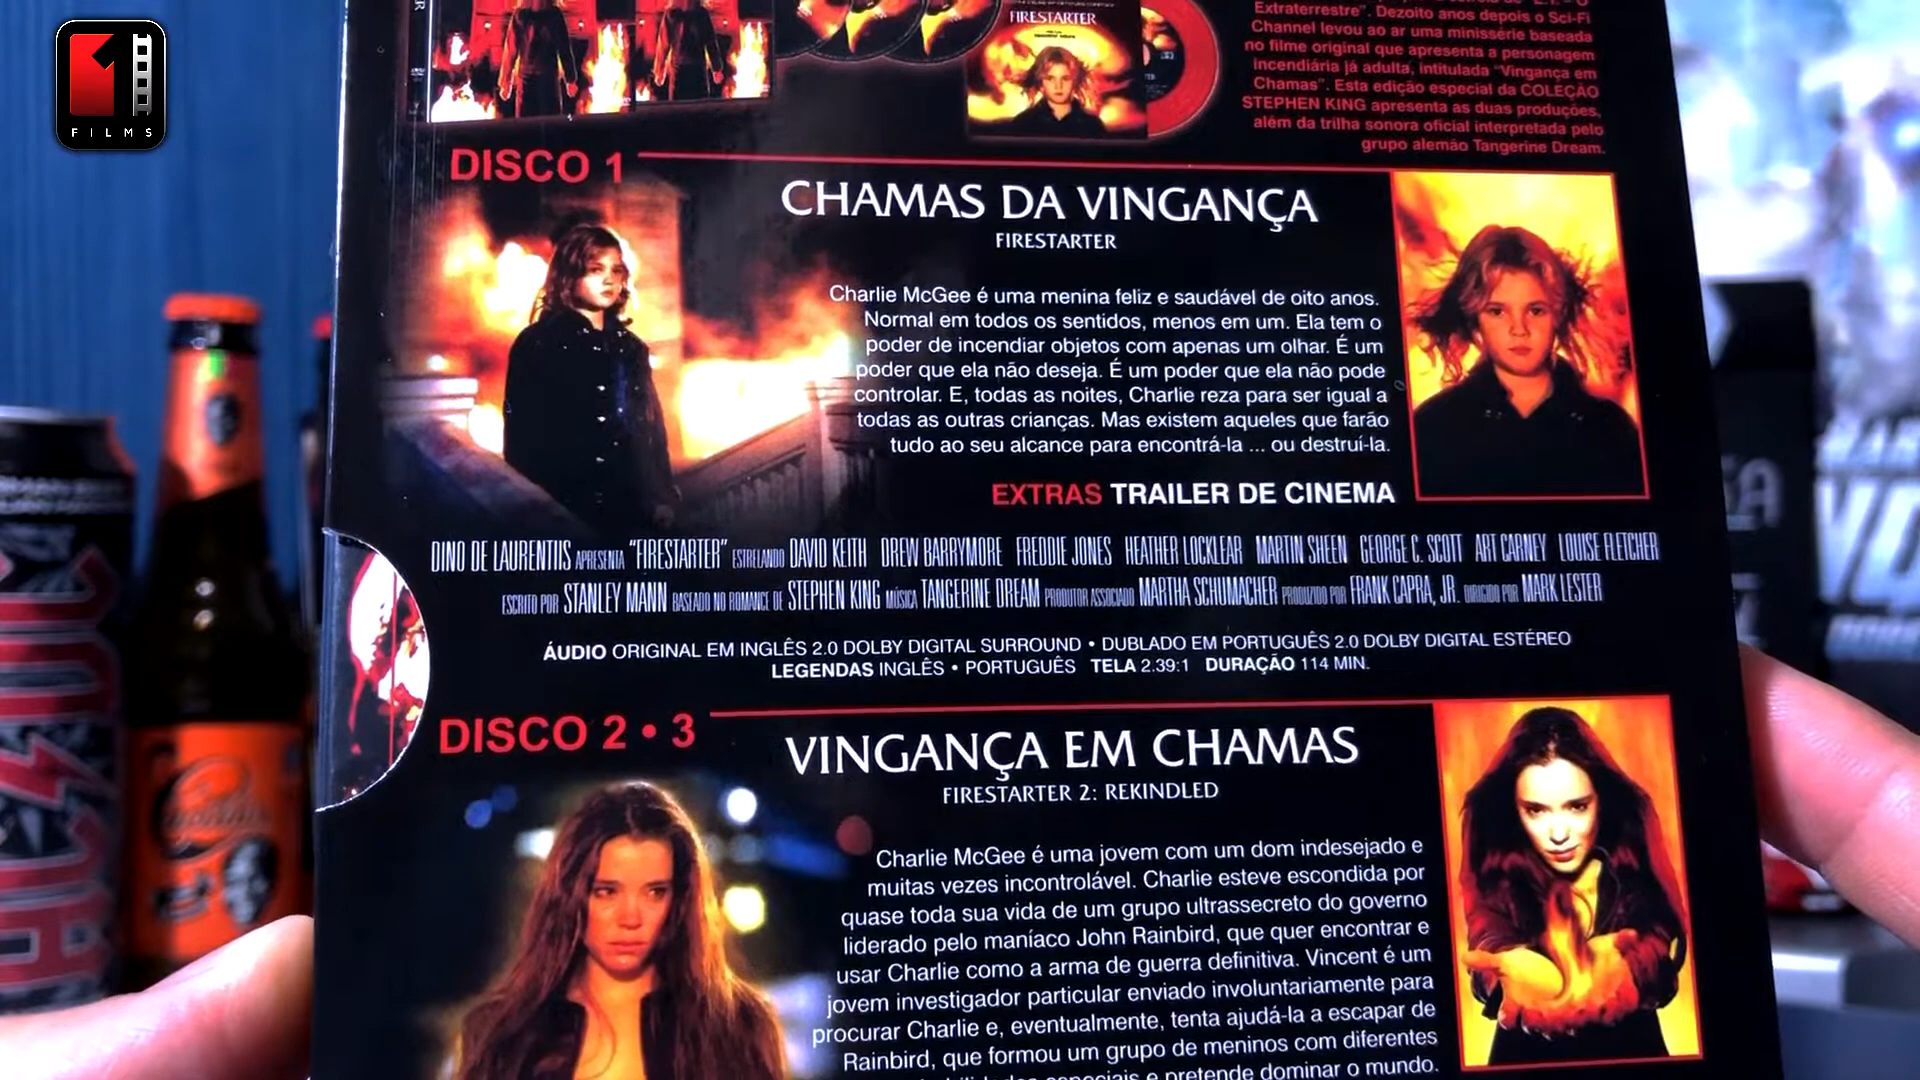 FILMS
FIRESTARTER
Extraterrestre”. Dezoito anos depois o Sci-Fi
Channel levou ao ar uma minissérie baseada
no filme original que apresenta a personagem
incendiária já adulta, intitulada “Vingança em
Chamas”. Esta edição especial da COLEÇÃO
STEPHEN KING apresenta as duas produções,
além da trilha sonora oficial interpretada pelo
grupo alemão Tangerine Dream.
DISCO 1
CHAMAS DA VINGANÇA
FIRESTARTER
Charlie McGee é uma menina feliz e saudável de oito anos.
Normal em todos os sentidos, menos em um. Ela tem o
poder de incendiar objetos com apenas um olhar. É um
poder que ela não deseja. É um poder que ela não pode
controlar. E, todas as noites, Charlie reza para ser igual a
todas as outras crianças. Mas existem aqueles que farão
tudo ao seu alcance para encontrá-la ... ou destruí-la.
EXTRAS TRAILER DE CINEMA
DINO DE LAURENTIIS APRESENTA “FIRESTARTER” ESTRELANDO DAVID KEITH DREW BARRYMORE FREDDIE JONES HEATHER LOCKLEAR MARTIN SHEEN GEORGE C. SCOTT ART CARNEY LOUISE FLETCHER
ESCRITO POR STANLEY MANN BASEADO NO ROMANCE DE STEPHEN KING MÚSICA TANGERINE DREAM PRODUTOR ASSOCIADO MARTHA SCHUMACHER PRODUZIDO POR FRANK CAPRA, JR. DIRIGIDO POR MARK LESTER
ÁUDIO ORIGINAL EM INGLÊS 2.0 DOLBY DIGITAL SURROUND • DUBLADO EM PORTUGUÊS 2.0 DOLBY DIGITAL ESTÉREO
LEGENDAS INGLÊS • PORTUGUÊS TELA 2.39:1 DURAÇÃO 114 MIN.
DISCO 2 • 3
VINGANÇA EM CHAMAS
FIRESTARTER 2: REKINDLED
Charlie McGee é uma jovem com um dom indesejado e
muitas vezes incontrolável. Charlie esteve escondida por
quase toda sua vida de um grupo ultrassecreto do governo
liderado pelo maníaco John Rainbird, que quer encontrar e
usar Charlie como a arma de guerra definitiva. Vincent é um
jovem investigador particular enviado involuntariamente para
procurar Charlie e, eventualmente, tenta ajudá-la a escapar de
Rainbird, que formou um grupo de meninos com diferentes
especiais e pretende dominar o mundo.